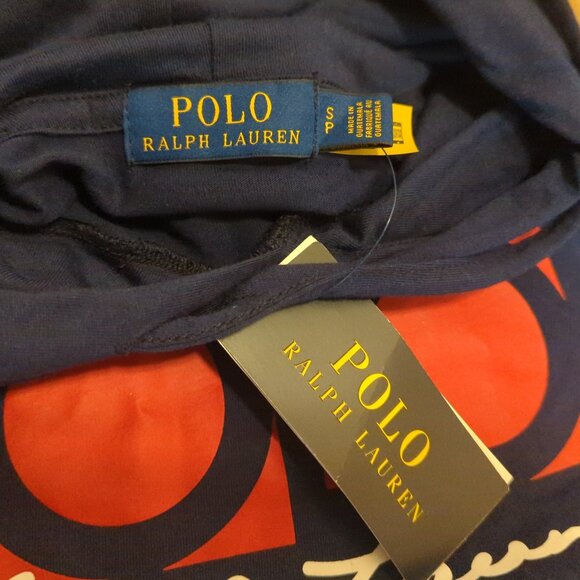 POLO
RALPH LAUREN
S
P
MADE IN
GUATEMALA
FABRIQUÉ AU
GUATEMALA
POLO
RALPH LAUREN